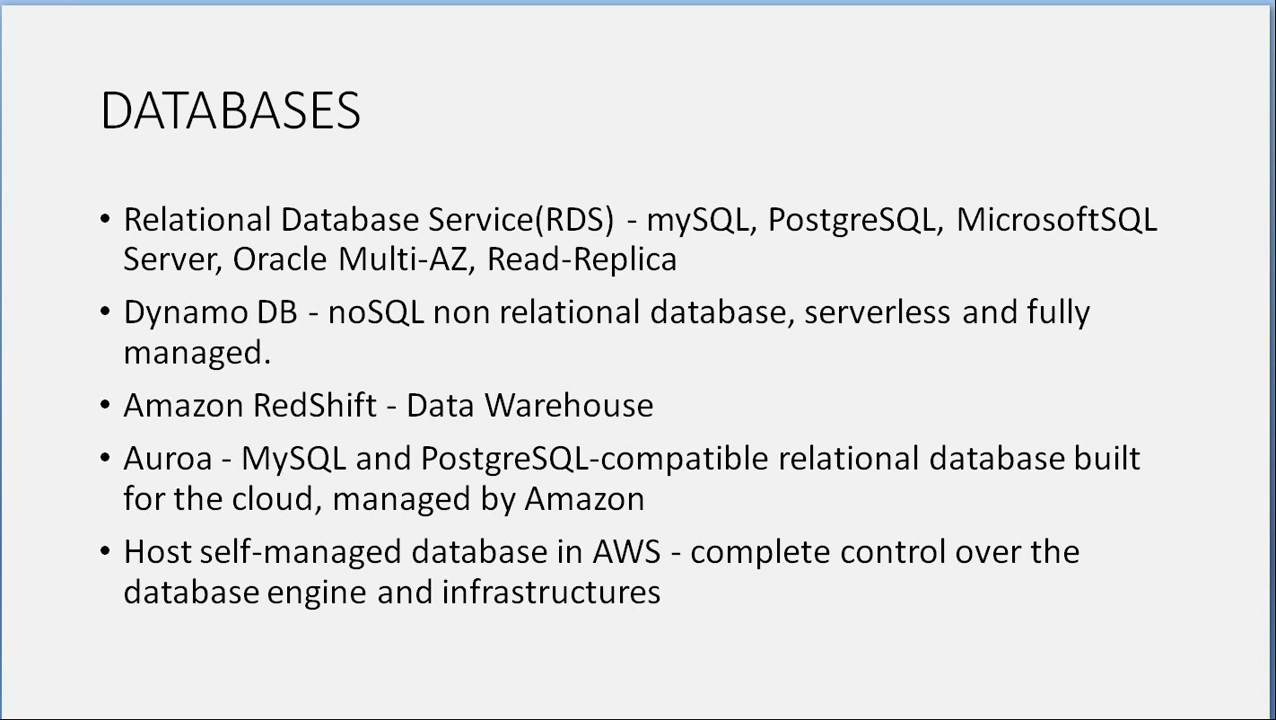 DATABASES
• Relational Database Service(RDS) - mySQL, PostgreSQL, MicrosoftSQL
Server, Oracle Multi-AZ, Read-Replica
• Dynamo DB - noSQL non relational database, serverless and fully
managed.
• Amazon RedShift - Data Warehouse
• Auroa - MySQL and PostgreSQL-compatible relational database built
for the cloud, managed by Amazon
• Host self-managed database in AWS - complete control over the
database engine and infrastructures